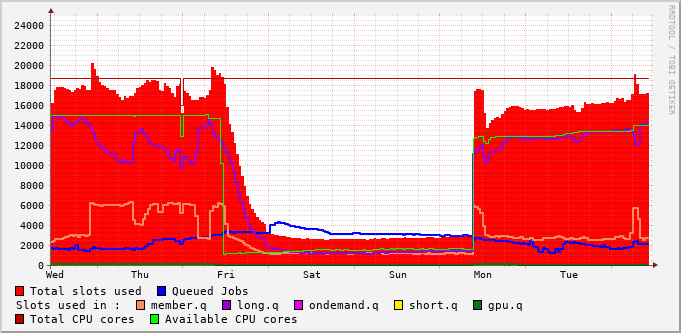 RRDTOOL / TOBI OETIKER
24000
22000
20000
18000
16000
14000
12000
10000
8000
6000
4000
2000
0
Wed Thu Fri Sat Sun Mon Tue
Total slots used Queued Jobs
Slots used in : member.q long.q ondemand.q short.q gpu.q
Total CPU cores Available CPU cores